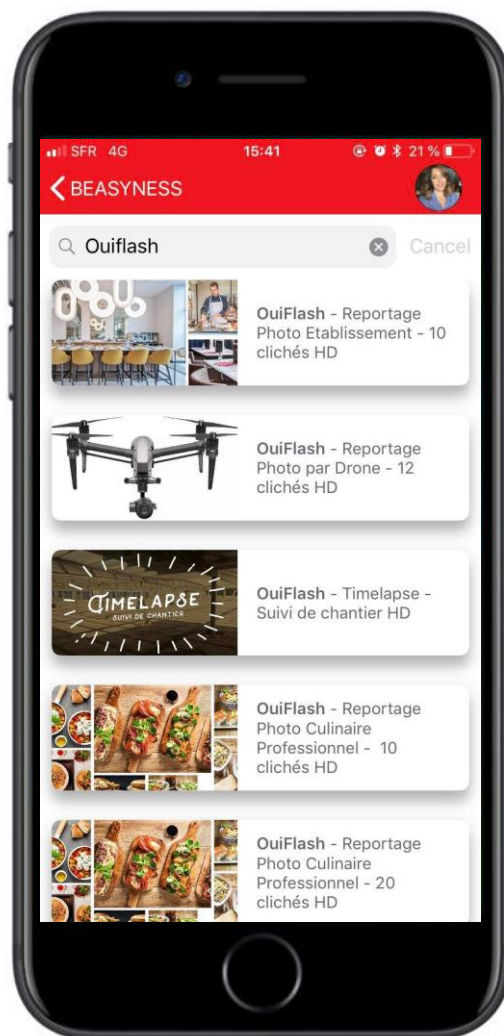 SFR 4G 15:41 21 %
BEASYNESS
Ouiflash Cancel
OuiFlash - Reportage
Photo Etablissement - 10
clichés HD
OuiFlash - Reportage
Photo par Drone - 12
clichés HD
TIMELAPSE
SUIVI DE CHANTIER
OuiFlash - Timelapse -
Suivi de chantier HD
OuiFlash - Reportage
Photo Culinaire
Professionnel - 10
clichés HD
OuiFlash - Reportage
Photo Culinaire
Professionnel - 20
clichés HD